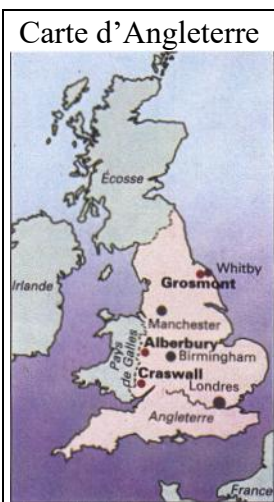 Carte d'Angleterre
Écosse
Irlande
Whitby
Grosmont
Manchester
Pays
de Galles
Alberbury
Birmingham
Craswall
Londres
Angleterre
France